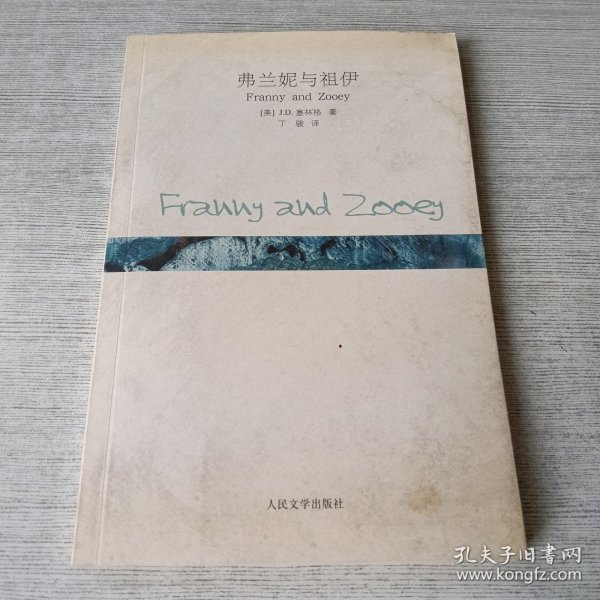 弗兰妮与祖伊
Franny and Zooey
[美] J.D. 塞林格 著
丁 骏 译
Franny and Zooey
人民文学出版社
孔夫子旧书网
www.kongfz.com